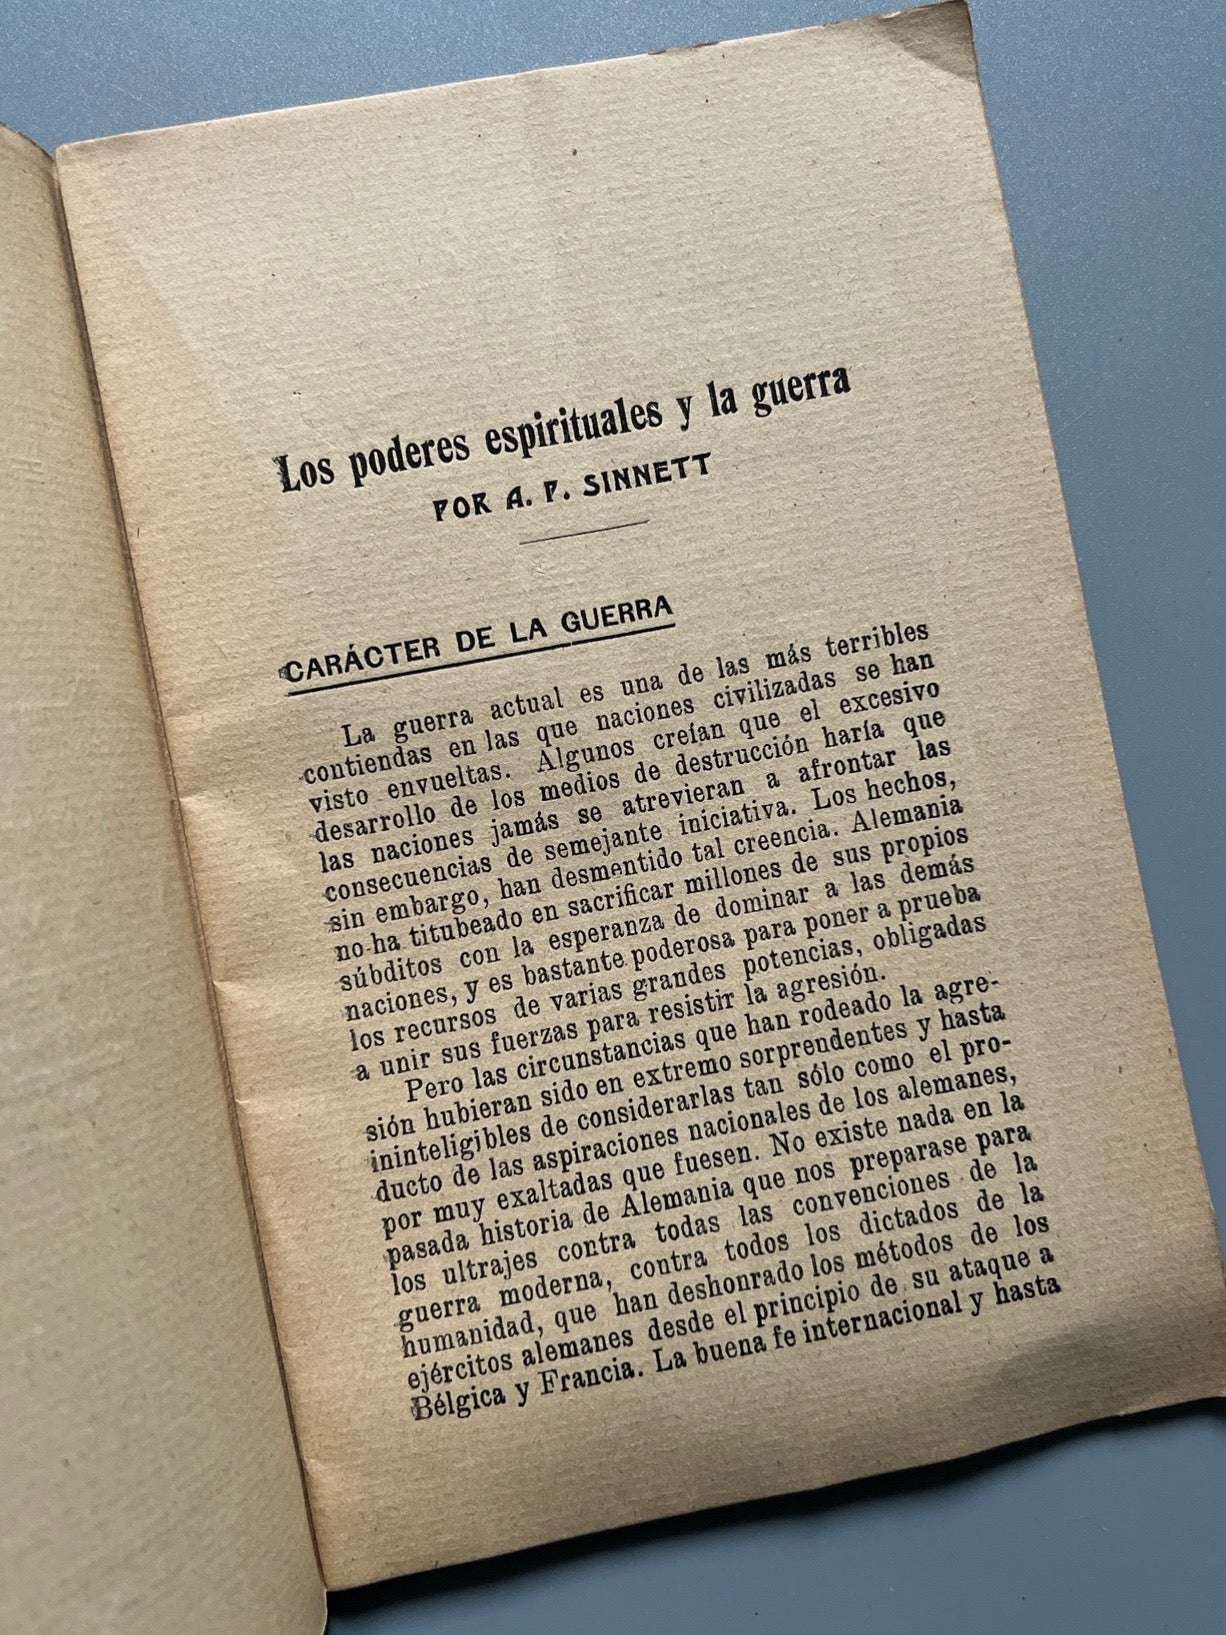 Los poderes espirituales y la guerra
POR A. P. SINNETT
CARÁCTER DE LA GUERRA
La guerra actual es una de las más terribles
contiendas en las que naciones civilizadas se han
visto envueltas. Algunos creían que el excesivo
desarrollo de los medios de destrucción haría que
las naciones jamás se atrevieran a afrontar las
consecuencias de semejante iniciativa. Los hechos,
sin embargo, han desmentido tal creencia. Alemania
no ha titubeado en sacrificar millones de sus propios
súbditos con la esperanza de dominar a las demás
naciones, y es bastante poderosa para poner a prueba
los recursos de varias grandes potencias, obligadas
a unir sus fuerzas para resistir la agresión.
Pero las circunstancias que han rodeado la agre-
sión hubieran sido en extremo sorprendentes y hasta
ininteligibles de considerarlas tan sólo como el pro-
ducto de las aspiraciones nacionales de los alemanes,
por muy exaltadas que fuesen. No existe nada en la
pasada historia de Alemania que nos preparase para
los ultrajes contra todas las convenciones de la
guerra moderna, contra todos los dictados de la
humanidad, que han deshonrado los métodos de los
ejércitos alemanes desde el principio de su ataque a
Bélgica y Francia. La buena fe internacional y hasta